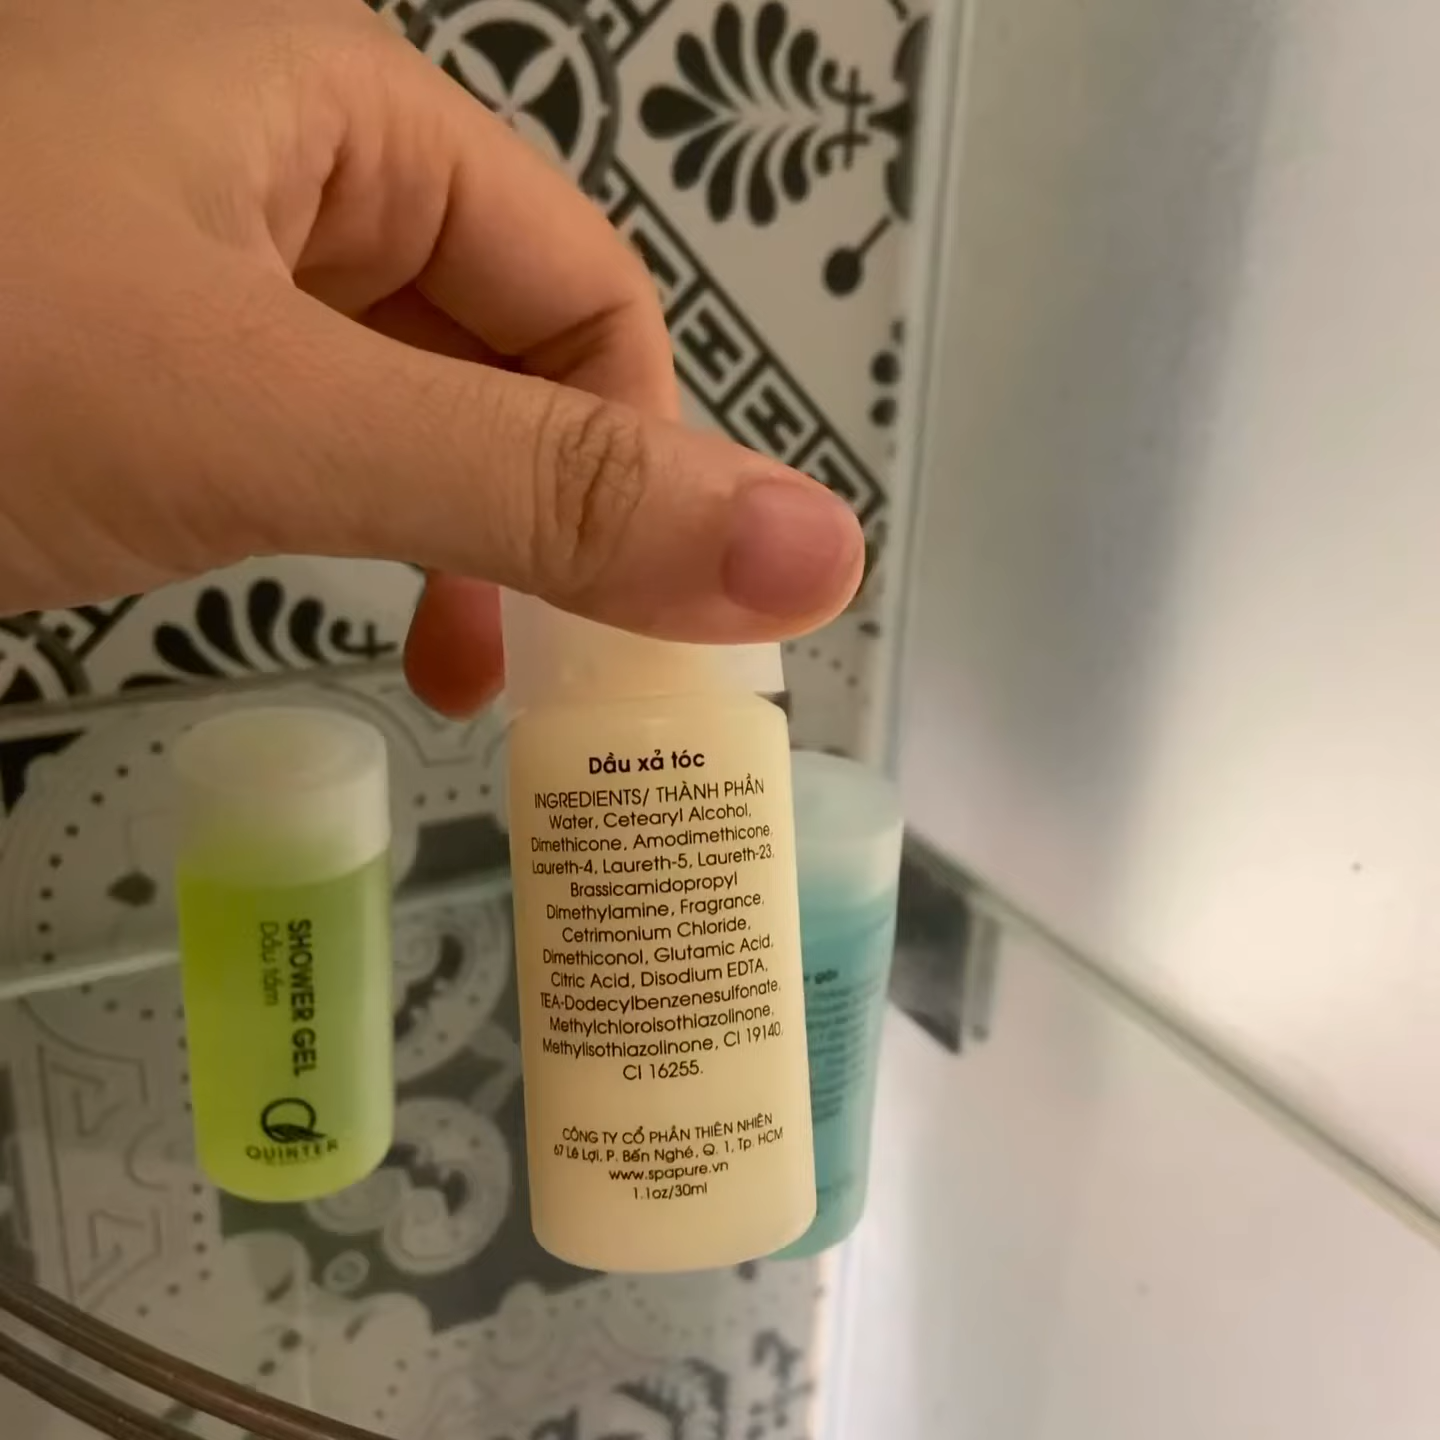 Dầu xả tóc
INGREDIENTS/ THÀNH PHẦN
Water, Cetearyl Alcohol,
Dimethicone, Amodimethicone,
Laureth-4, Laureth-5, Laureth-23,
Brassicamidopropyl
Dimethylamine, Fragrance,
Cetrimonium Chloride,
Dimethiconol, Glutamic Acid,
Citric Acid, Disodium EDTA,
TEA-Dodecylbenzenesulfonate,
Methylchloroisothiazolinone,
Methylisothiazolinone, CI 19140,
CI 16255.
CÔNG TY CỔ PHẦN THIÊN NHIÊN
67 Lê Lợi, P. Bến Nghé, Q. 1, Tp. HCM
www.spapure.vn
1.1oz/30ml
SHOWER GEL
Dầu tắm
QUINTER
gội